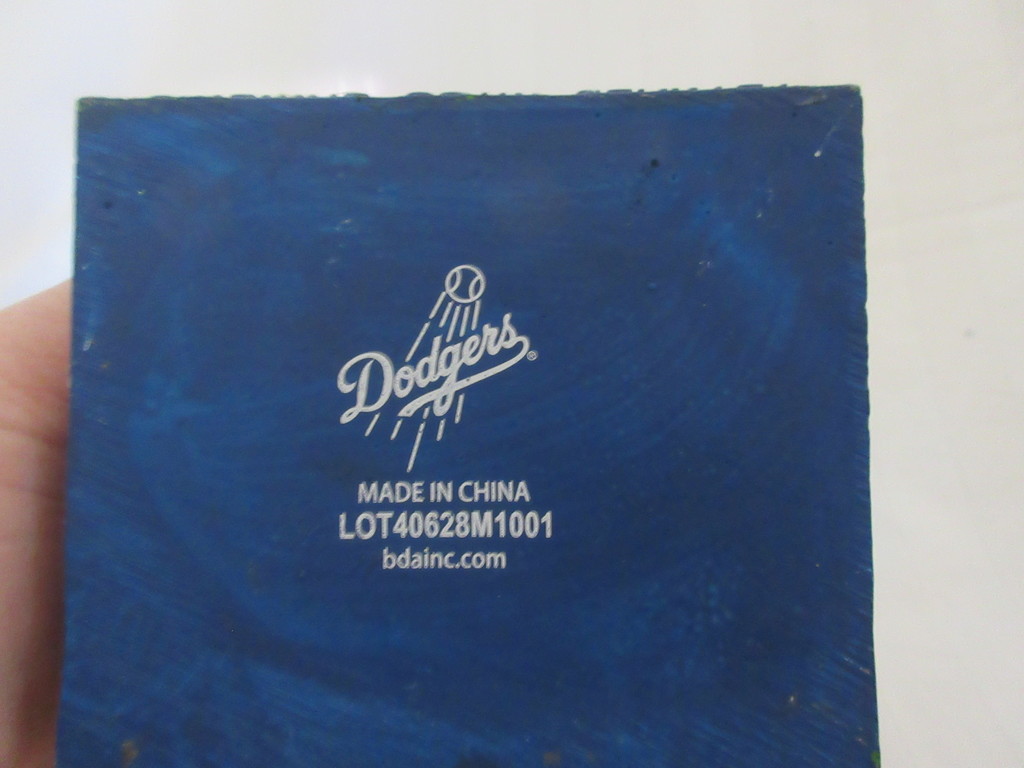 Dodgers®
MADE IN CHINA
LOT40628M1001
bdainc.com